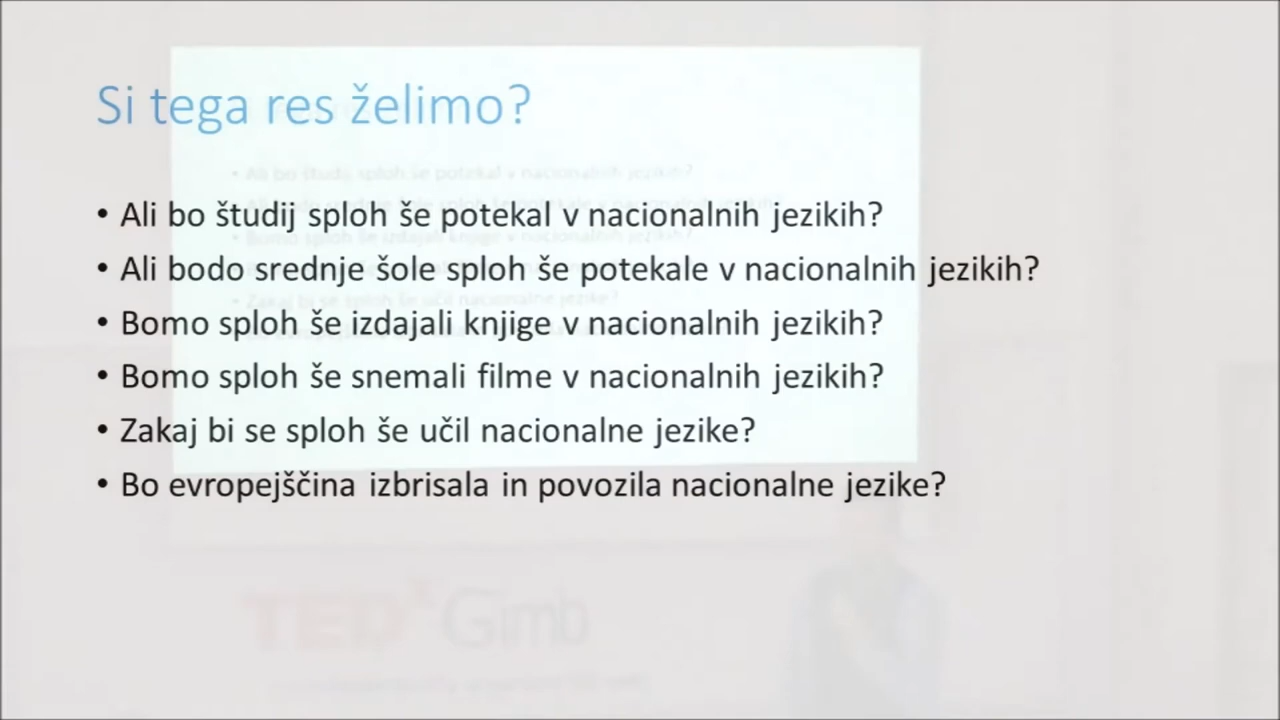 Si tega res želimo?
• Ali bo študij sploh še potekal v nacionalnih jezikih?
• Ali bodo srednje šole sploh še potekale v nacionalnih jezikih?
• Bomo sploh še izdajali knjige v nacionalnih jezikih?
• Bomo sploh še snemali filme v nacionalnih jezikih?
• Zakaj bi se sploh še učil nacionalne jezike?
• Bo evropejščina izbrisala in povozila nacionalne jezike?
TEDxGimb